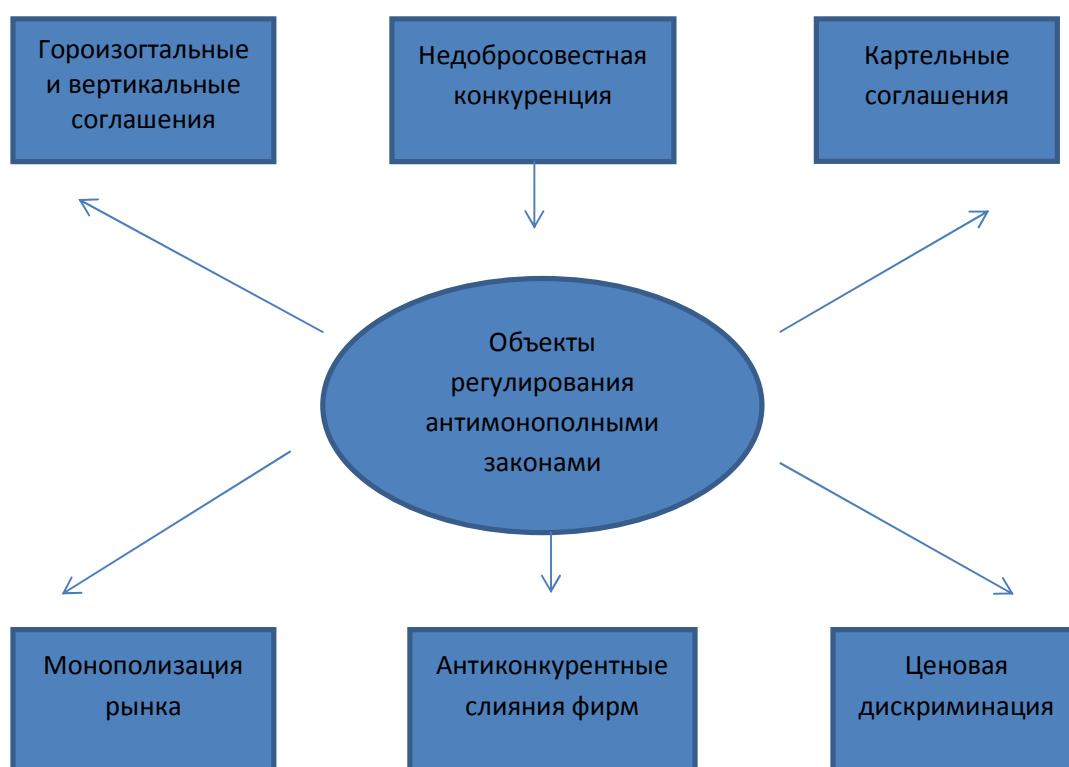 Гороизогтальные
и вертикальные
соглашения
Недобросовестная
конкуренция
Картельные
соглашения
Объекты
регулирования
антимонополными
законами
Монополизация
рынка
Антиконкурентные
слияния фирм
Ценовая
дискриминация